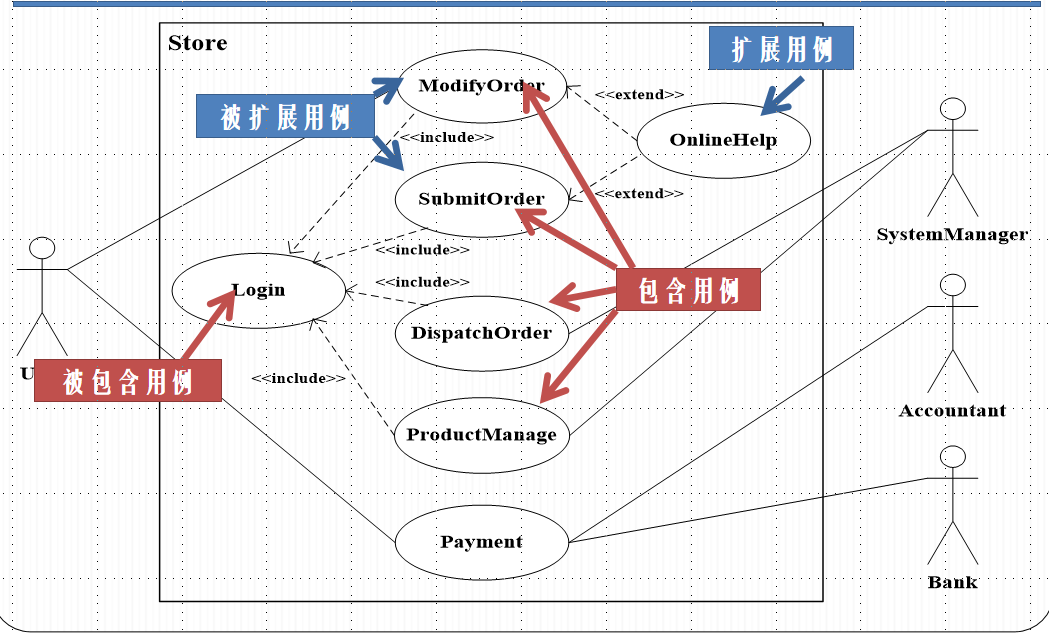 Store
扩展用例
ModifyOrder
<<extend>>
被扩展用例
<<include>>
OnlineHelp
SubmitOrder
<<extend>>
SystemManager
<<include>>
<<include>>
Login
包含用例
DispatchOrder
U
被包含用例
<<include>>
Accountant
ProductManage
Payment
Bank